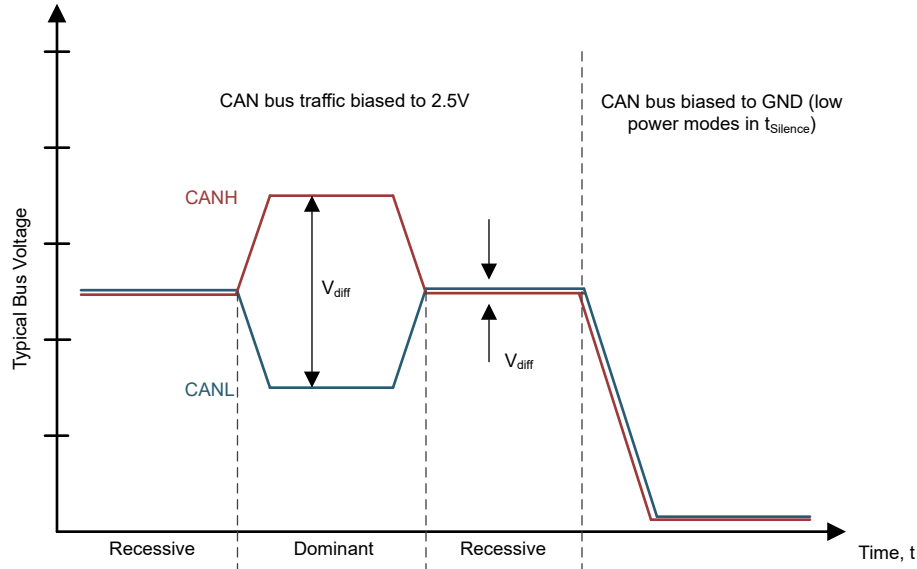 CAN bus traffic biased to 2.5V
CAN bus biased to GND (low
power modes in tSilence)
CANH
Typical Bus Voltage
Vdiff
Vdiff
CANL
Recessive
Dominant
Recessive
Time, t